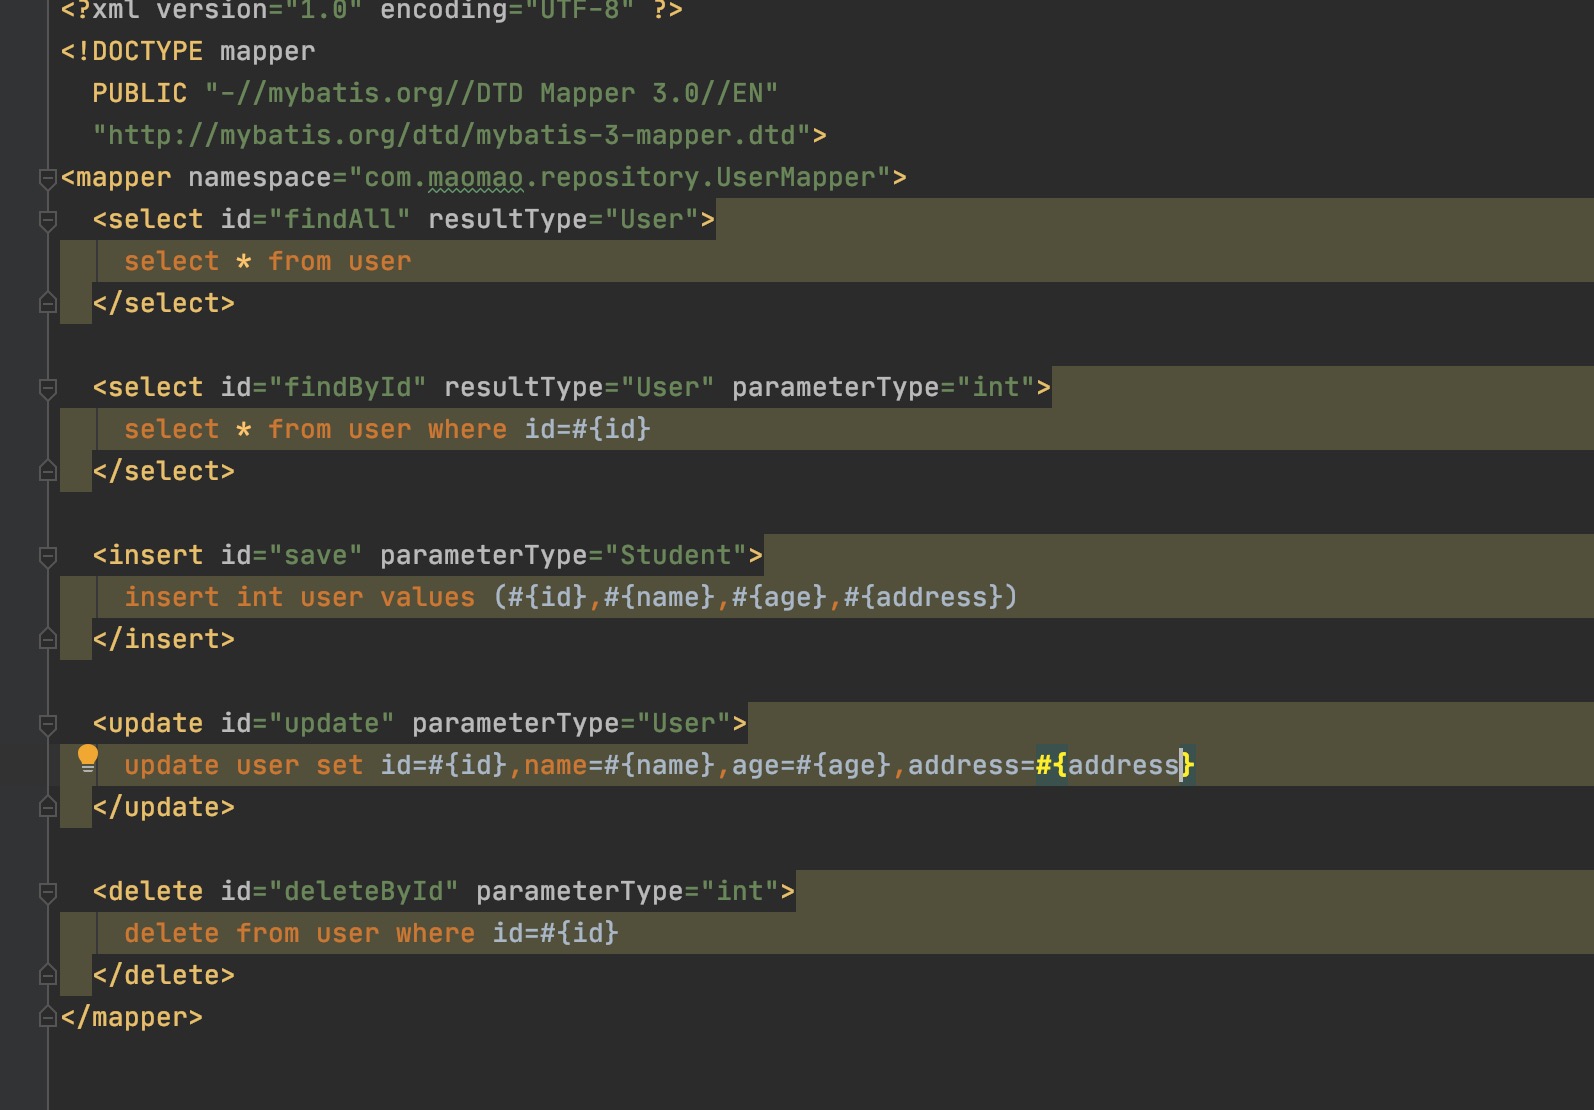 <?xml version="1.0" encoding="UTF-8" ?>
<!DOCTYPE mapper
PUBLIC "-//mybatis.org//DTD Mapper 3.0//EN"
"http://mybatis.org/dtd/mybatis-3-mapper.dtd">
<mapper namespace="com.maomao.repository.UserMapper">
<select id="findAll" resultType="User">
select * from user
</select>
<select id="findById" resultType="User" parameterType="int">
select * from user where id=#{id}
</select>
<insert id="save" parameterType="Student">
insert int user values (#{id},#{name},#{age},#{address})
</insert>
<update id="update" parameterType="User">
update user set id=#{id},name=#{name},age=#{age},address=#{address}
</update>
<delete id="deleteById" parameterType="int">
delete from user where id=#{id}
</delete>
</mapper>